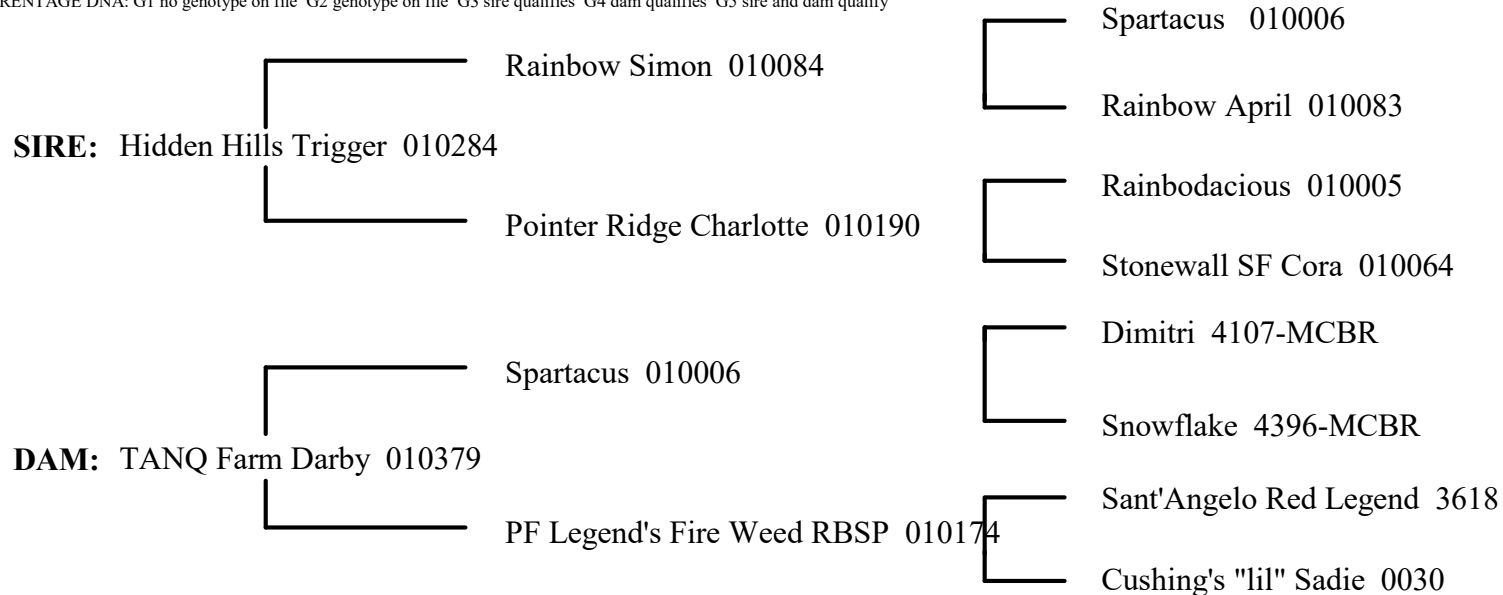 RENTAGE DNA: G1 no genotype on file G2 genotype on file G3 sire qualifies G4 dam qualifies G5 sire and dam qualify
Spartacus 010006
Rainbow Simon 010084
Rainbow April 010083
SIRE: Hidden Hills Trigger 010284
Rainbodacious 010005
Pointer Ridge Charlotte 010190
Stonewall SF Cora 010064
Dimitri 4107-MCBR
Spartacus 010006
Snowflake 4396-MCBR
DAM: TANQ Farm Darby 010379
Sant'Angelo Red Legend 3618
PF Legend's Fire Weed RBSP 010174
Cushing's "lil" Sadie 0030